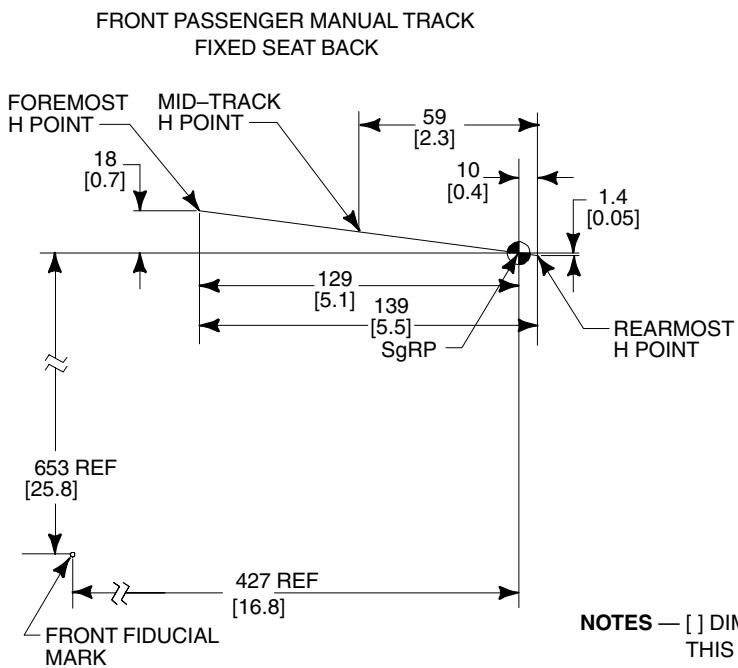 FRONT PASSENGER MANUAL TRACK
FIXED SEAT BACK
FOREMOST
H POINT
MID–TRACK
H POINT
59
[2.3]
18
[0.7]
10
[0.4]
1.4
[0.05]
129
[5.1]
139
[5.5]
SgRP
REARMOST
H POINT
653 REF
[25.8]
427 REF
[16.8]
FRONT FIDUCIAL
MARK
NOTES — [ ] DIM
THIS